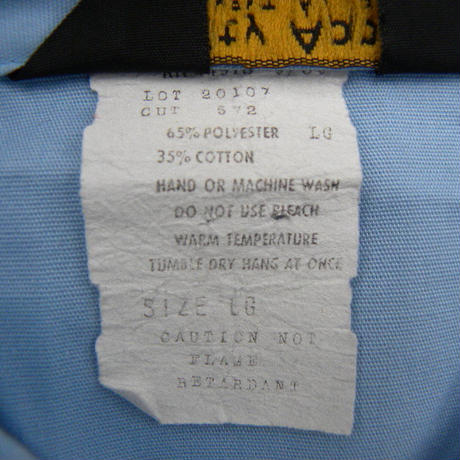 LOT 20107
CUT 572
65% POLYESTER LG
35% COTTON
HAND OR MACHINE WASH
DO NOT USE BLEACH
WARM TEMPERATURE
TUMBLE DRY HANG AT ONCE
SIZE LG
CAUTION NOT
FLAME
RETARDANT